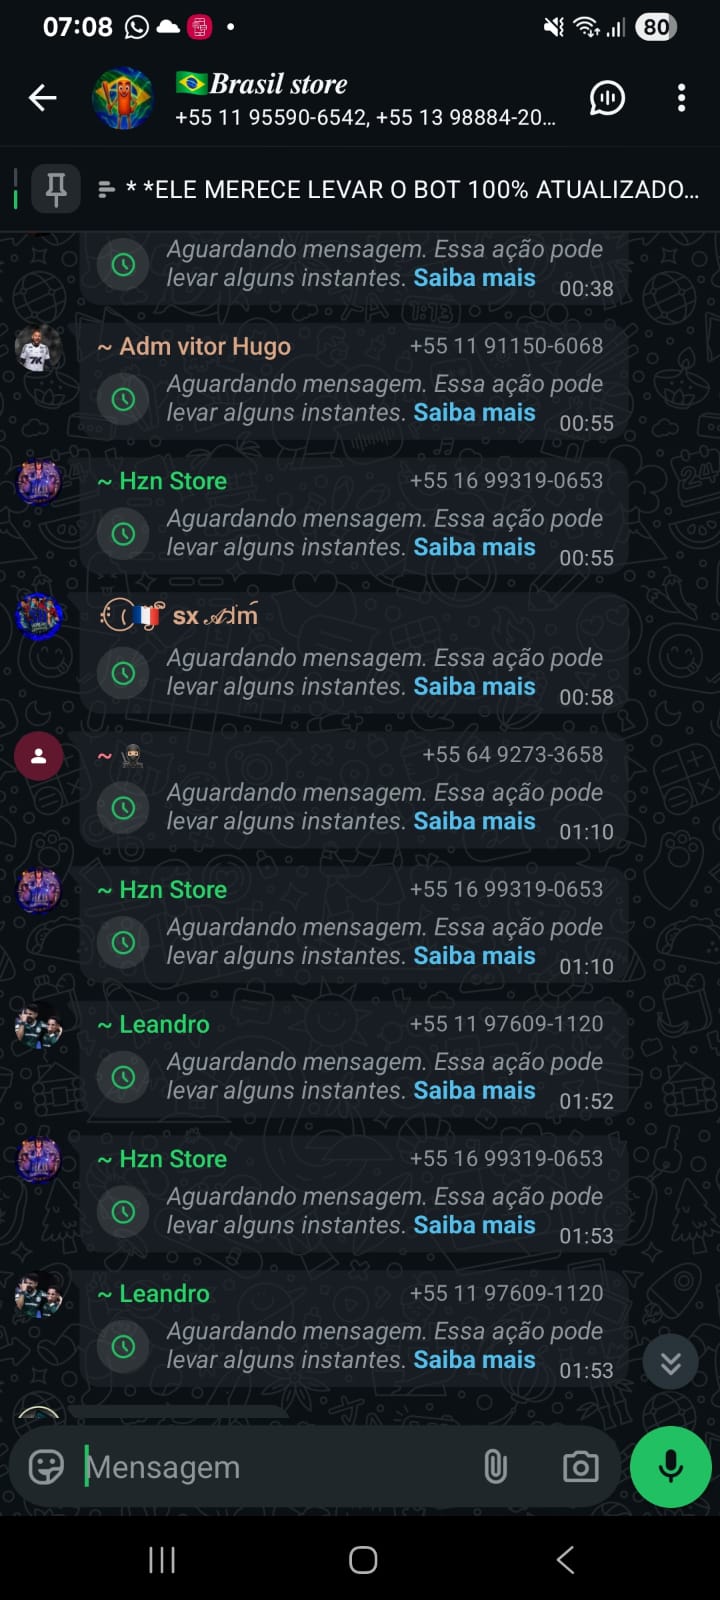 07:08
80
🇧🇷Brasil store
+55 11 95590-6542, +55 13 98884-20...
* *ELE MERECE LEVAR O BOT 100% ATUALIZADO...
Aguardando mensagem. Essa ação pode
levar alguns instantes. Saiba mais 00:38
~ Adm vitor Hugo +55 11 91150-6068
Aguardando mensagem. Essa ação pode
levar alguns instantes. Saiba mais 00:55
~ Hzn Store +55 16 99319-0653
Aguardando mensagem. Essa ação pode
levar alguns instantes. Saiba mais 00:55
sx 𝒜dm
Aguardando mensagem. Essa ação pode
levar alguns instantes. Saiba mais 00:58
~ 🥷 +55 64 9273-3658
Aguardando mensagem. Essa ação pode
levar alguns instantes. Saiba mais 01:10
~ Hzn Store +55 16 99319-0653
Aguardando mensagem. Essa ação pode
levar alguns instantes. Saiba mais 01:10
~ Leandro +55 11 97609-1120
Aguardando mensagem. Essa ação pode
levar alguns instantes. Saiba mais 01:52
~ Hzn Store +55 16 99319-0653
Aguardando mensagem. Essa ação pode
levar alguns instantes. Saiba mais 01:53
~ Leandro +55 11 97609-1120
Aguardando mensagem. Essa ação pode
levar alguns instantes. Saiba mais 01:53
Mensagem